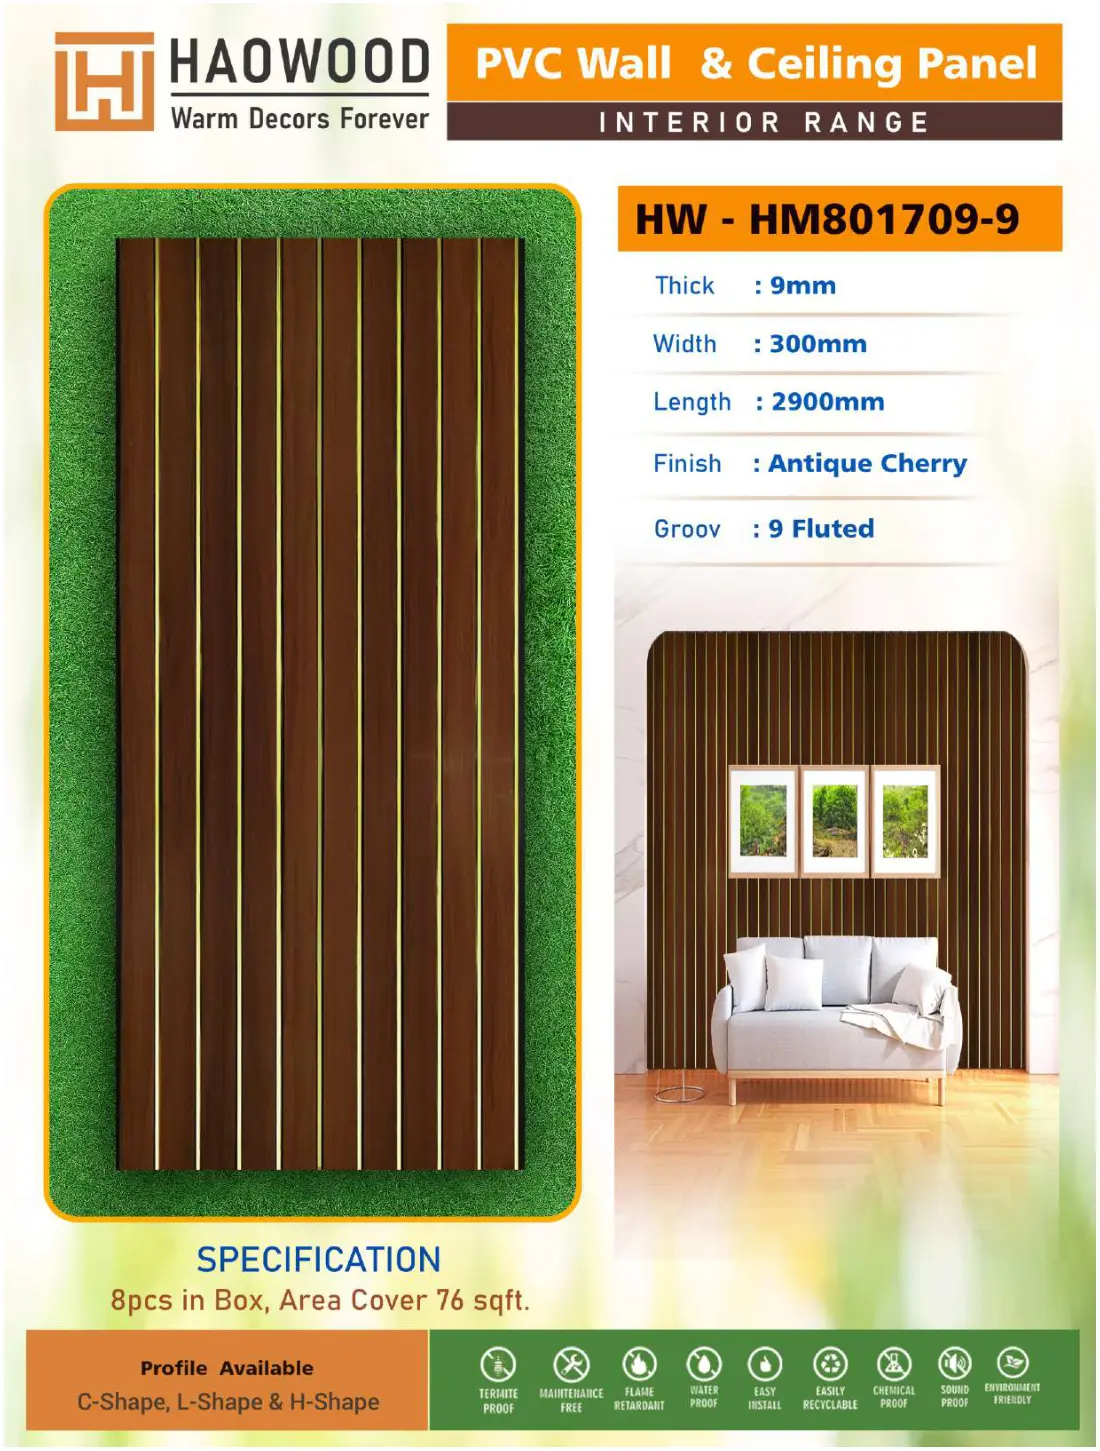 HAOWOOD
Warm Decors Forever
PVC Wall & Ceiling Panel
INTERIOR RANGE
HW - HM801709-9
Thick : 9mm
Width : 300mm
Length : 2900mm
Finish : Antique Cherry
Groov : 9 Fluted
SPECIFICATION
8pcs in Box, Area Cover 76 sqft.
Profile Available
C-Shape, L-Shape & H-Shape
TERMITE PROOF
MAINTENANCE FREE
FLAME RETARDANT
WATER PROOF
EASY INSTALL
EASILY RECYCLABLE
CHEMICAL PROOF
SOUND PROOF
ENVIRONMENT FRIENDLY